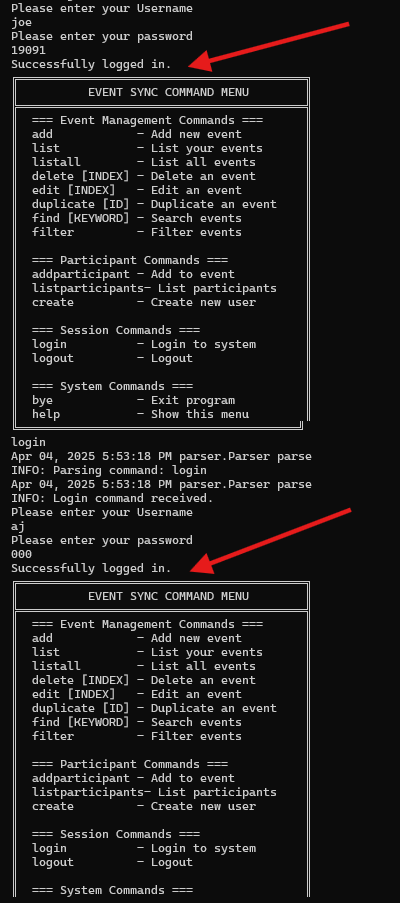 Please enter your Username
joe
Please enter your password
19091
Successfully logged in.
EVENT SYNC COMMAND MENU
=== Event Management Commands ===
add - Add new event
list - List your events
listall - List all events
delete [INDEX] - Delete an event
edit [INDEX] - Edit an event
duplicate [ID] - Duplicate an event
find [KEYWORD] - Search events
filter - Filter events
=== Participant Commands ===
addparticipant - Add to event
listparticipants- List participants
create - Create new user
=== Session Commands ===
login - Login to system
logout - Logout
=== System Commands ===
bye - Exit program
help - Show this menu
login
Apr 04, 2025 5:53:18 PM parser.Parser parse
INFO: Parsing command: login
Apr 04, 2025 5:53:18 PM parser.Parser parse
INFO: Login command received.
Please enter your Username
aj
Please enter your password
000
Successfully logged in.
EVENT SYNC COMMAND MENU
=== Event Management Commands ===
add - Add new event
list - List your events
listall - List all events
delete [INDEX] - Delete an event
edit [INDEX] - Edit an event
duplicate [ID] - Duplicate an event
find [KEYWORD] - Search events
filter - Filter events
=== Participant Commands ===
addparticipant - Add to event
listparticipants- List participants
create - Create new user
=== Session Commands ===
login - Login to system
logout - Logout
=== System Commands ===